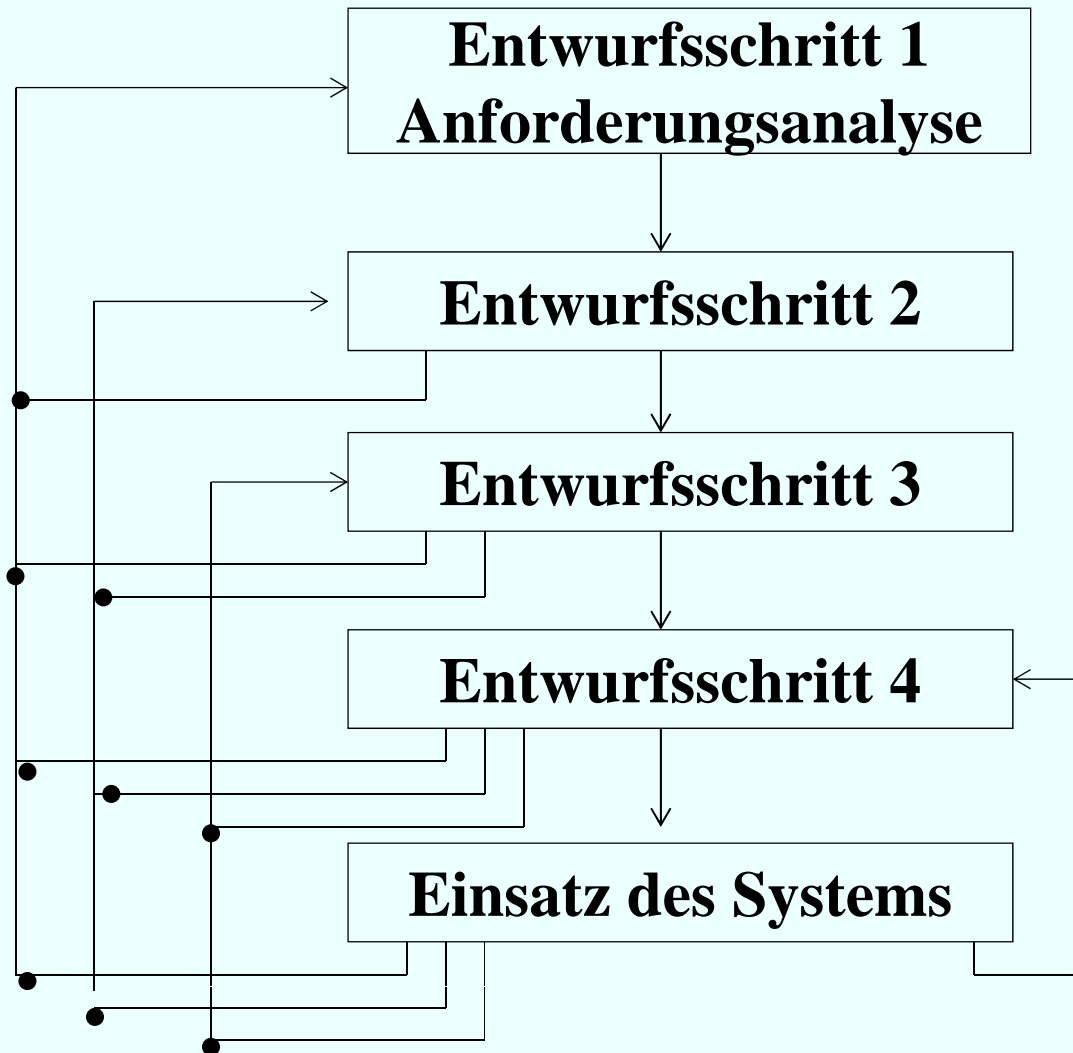 Entwurfsschritt 1
Anforderungsanalyse
Entwurfsschritt 2
Entwurfsschritt 3
Entwurfsschritt 4
Einsatz des Systems